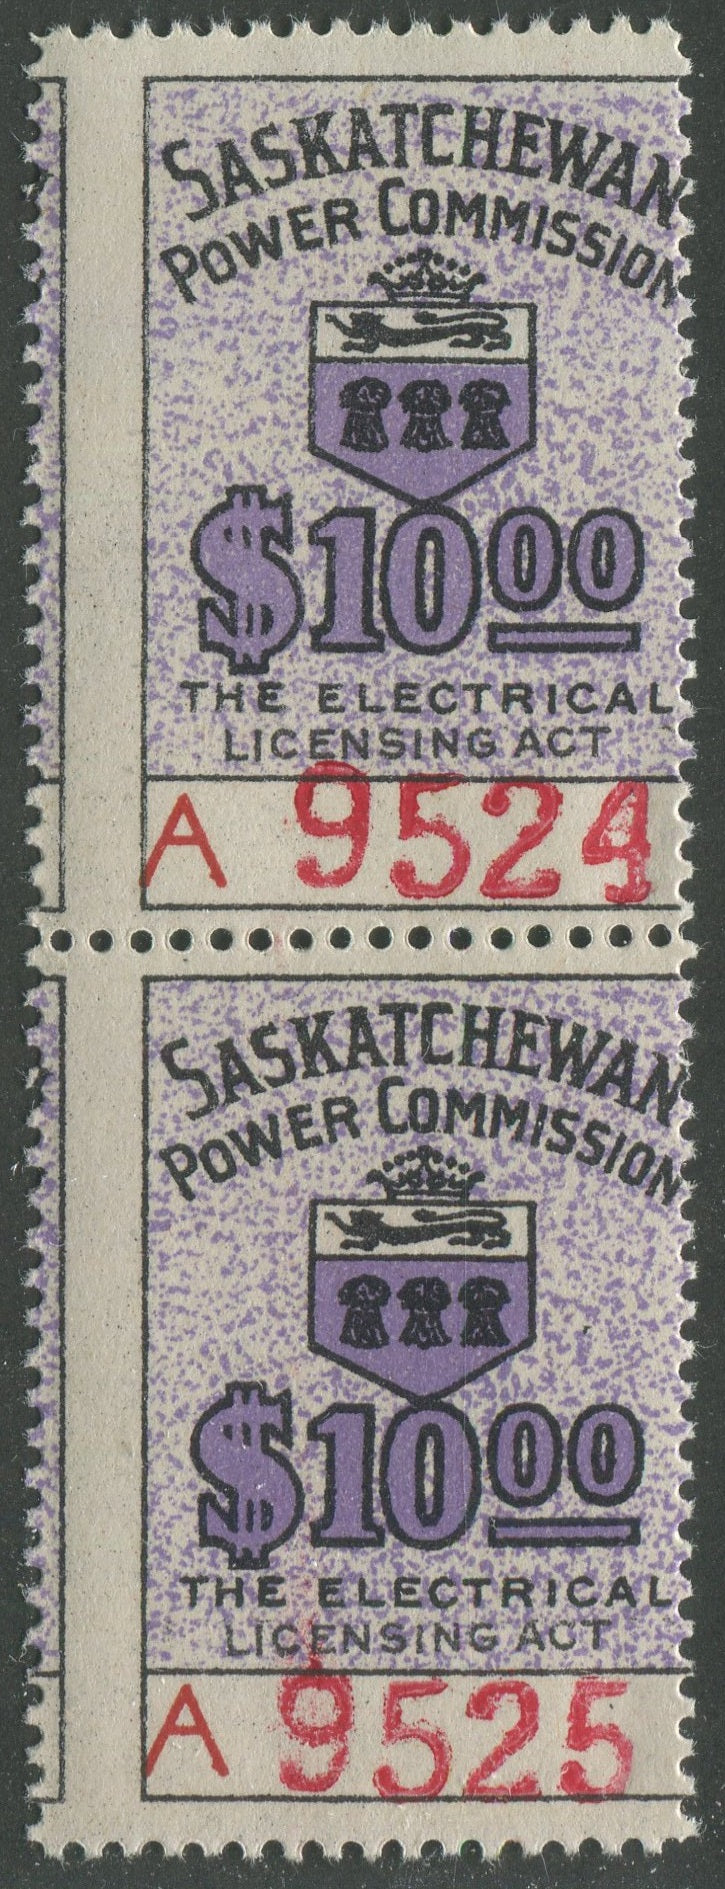 SASKATCHEWAN
POWER COMMISSION
$10.00
THE ELECTRICAL
LICENSING ACT
A 9524
SASKATCHEWAN
POWER COMMISSION
$10.00
THE ELECTRICAL
LICENSING ACT
A 9525